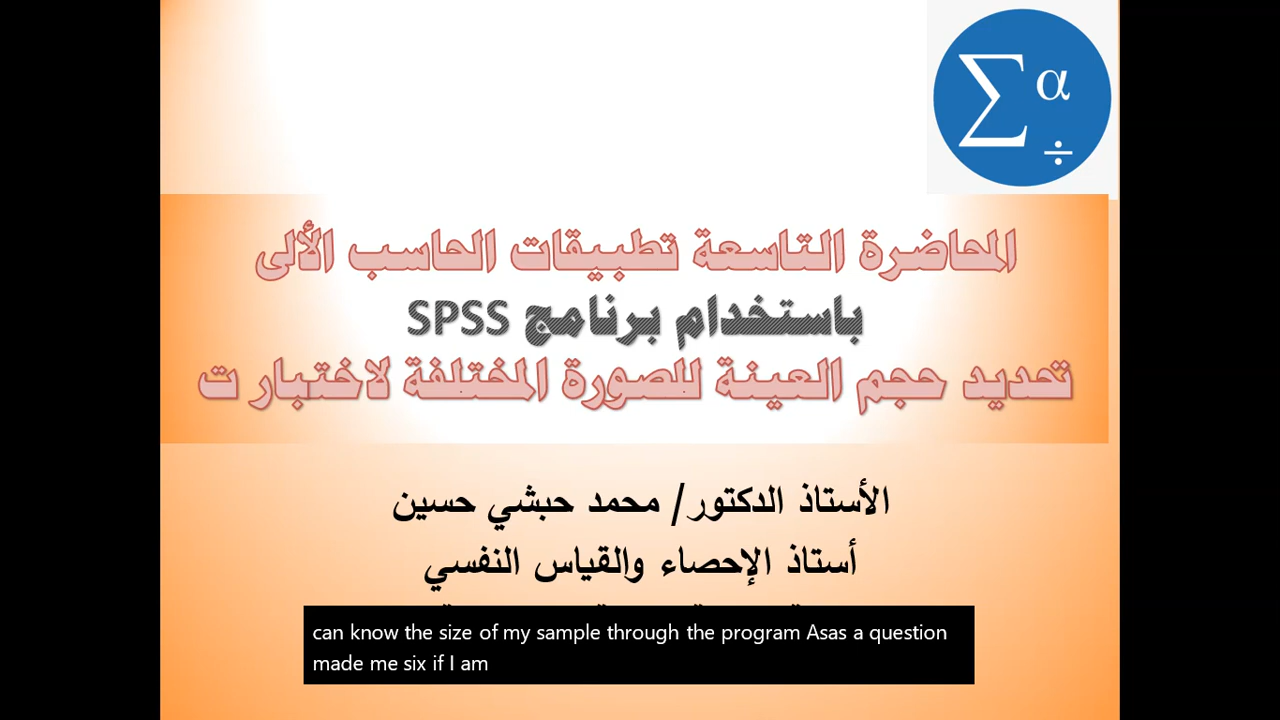 Σ α ÷
المحاضرة التاسعة تطبيقات الحاسب الألى
باستخدام برنامج SPSS
تحديد حجم العينة للصورة المختلفة لاختبار ت
الأستاذ الدكتور/ محمد حبشي حسين
أستاذ الإحصاء والقياس النفسي
can know the size of my sample through the program Asas a question
made me six if I am